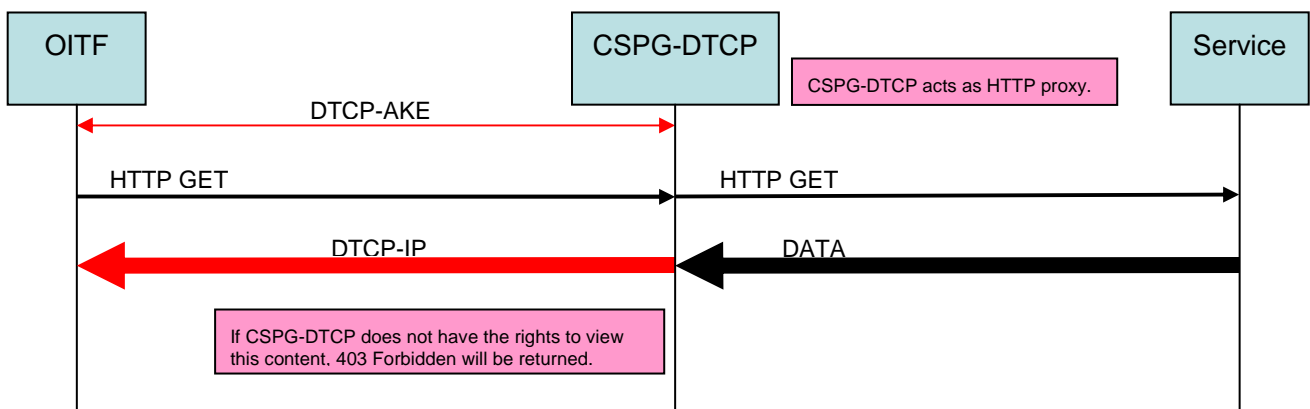 OITF
CSPG-DTCP
Service
CSPG-DTCP acts as HTTP proxy.
DTCP-AKE
HTTP GET
HTTP GET
DTCP-IP
DATA
If CSPG-DTCP does not have the rights to view
this content, 403 Forbidden will be returned.